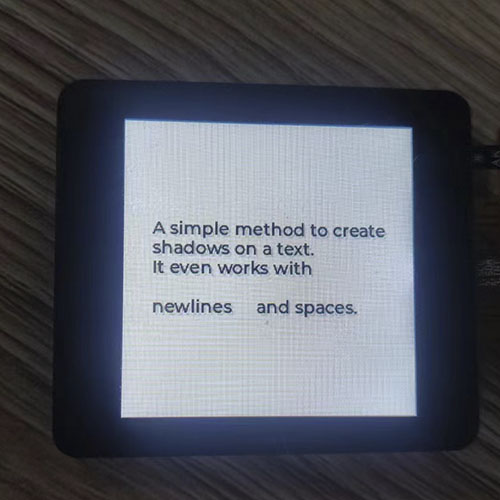 A simple method to create
shadows on a text.
It even works with
newlines    and spaces.